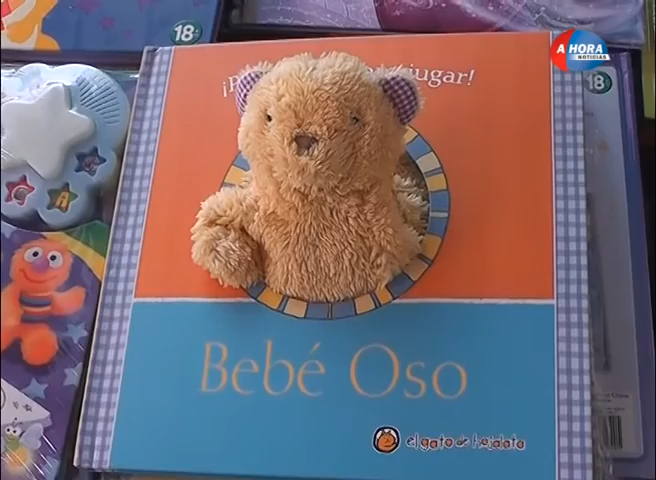 18
AHORA
NOTICIAS
jugar!
18
Bebé Oso
el gato de hojalata